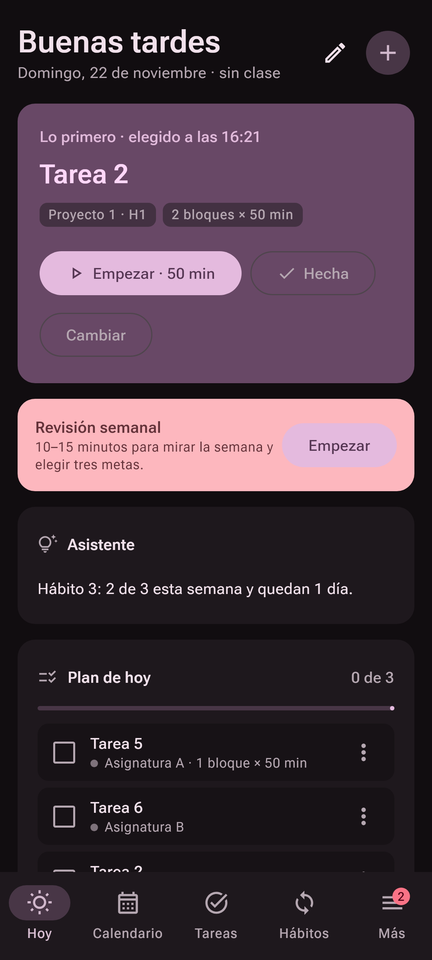 Buenas tardes
Domingo, 22 de noviembre · sin clase
Lo primero · elegido a las 16:21
Tarea 2
Proyecto 1 · H1
2 bloques × 50 min
Empezar · 50 min
Hecha
Cambiar
Revisión semanal
10–15 minutos para mirar la semana y
elegir tres metas.
Empezar
Asistente
Hábito 3: 2 de 3 esta semana y quedan 1 día.
Plan de hoy
0 de 3
Tarea 5
Asignatura A · 1 bloque × 50 min
Tarea 6
Asignatura B
Tarea 2
2
Hoy
Calendario
Tareas
Hábitos
Más